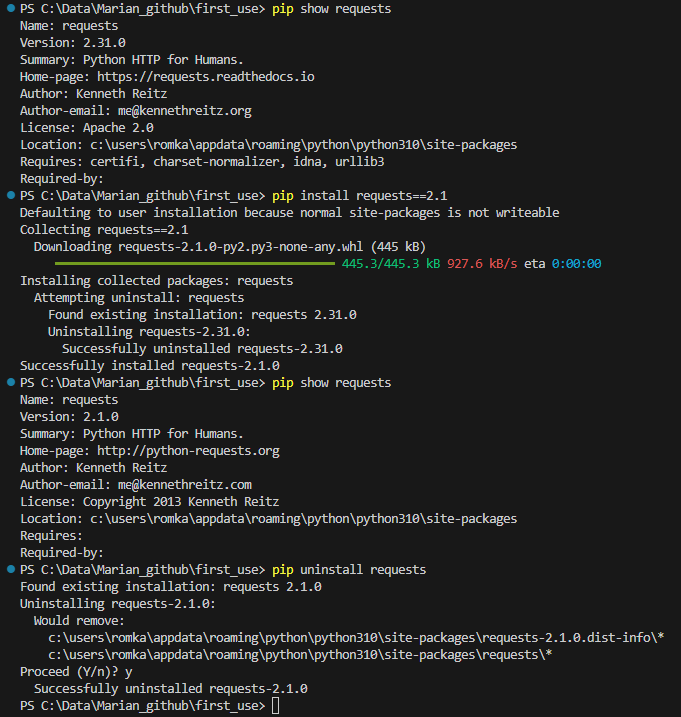 PS C:\Data\Marian_github\first_use> pip show requests
Name: requests
Version: 2.31.0
Summary: Python HTTP for Humans.
Home-page: https://requests.readthedocs.io
Author: Kenneth Reitz
Author-email: me@kennethreitz.org
License: Apache 2.0
Location: c:\users\romka\appdata\roaming\python\python310\site-packages
Requires: certifi, charset-normalizer, idna, urllib3
Required-by:
PS C:\Data\Marian_github\first_use> pip install requests==2.1
Defaulting to user installation because normal site-packages is not writeable
Collecting requests==2.1
Downloading requests-2.1.0-py2.py3-none-any.whl (445 kB)
445.3/445.3 kB 927.6 kB/s eta 0:00:00
Installing collected packages: requests
Attempting uninstall: requests
Found existing installation: requests 2.31.0
Uninstalling requests-2.31.0:
Successfully uninstalled requests-2.31.0
Successfully installed requests-2.1.0
PS C:\Data\Marian_github\first_use> pip show requests
Name: requests
Version: 2.1.0
Summary: Python HTTP for Humans.
Home-page: http://python-requests.org
Author: Kenneth Reitz
Author-email: me@kennethreitz.com
License: Copyright 2013 Kenneth Reitz
Location: c:\users\romka\appdata\roaming\python\python310\site-packages
Requires:
Required-by:
PS C:\Data\Marian_github\first_use> pip uninstall requests
Found existing installation: requests 2.1.0
Uninstalling requests-2.1.0:
Would remove:
c:\users\romka\appdata\roaming\python\python310\site-packages\requests-2.1.0.dist-info\*
c:\users\romka\appdata\roaming\python\python310\site-packages\requests\*
Proceed (Y/n)? y
Successfully uninstalled requests-2.1.0
PS C:\Data\Marian_github\first_use>